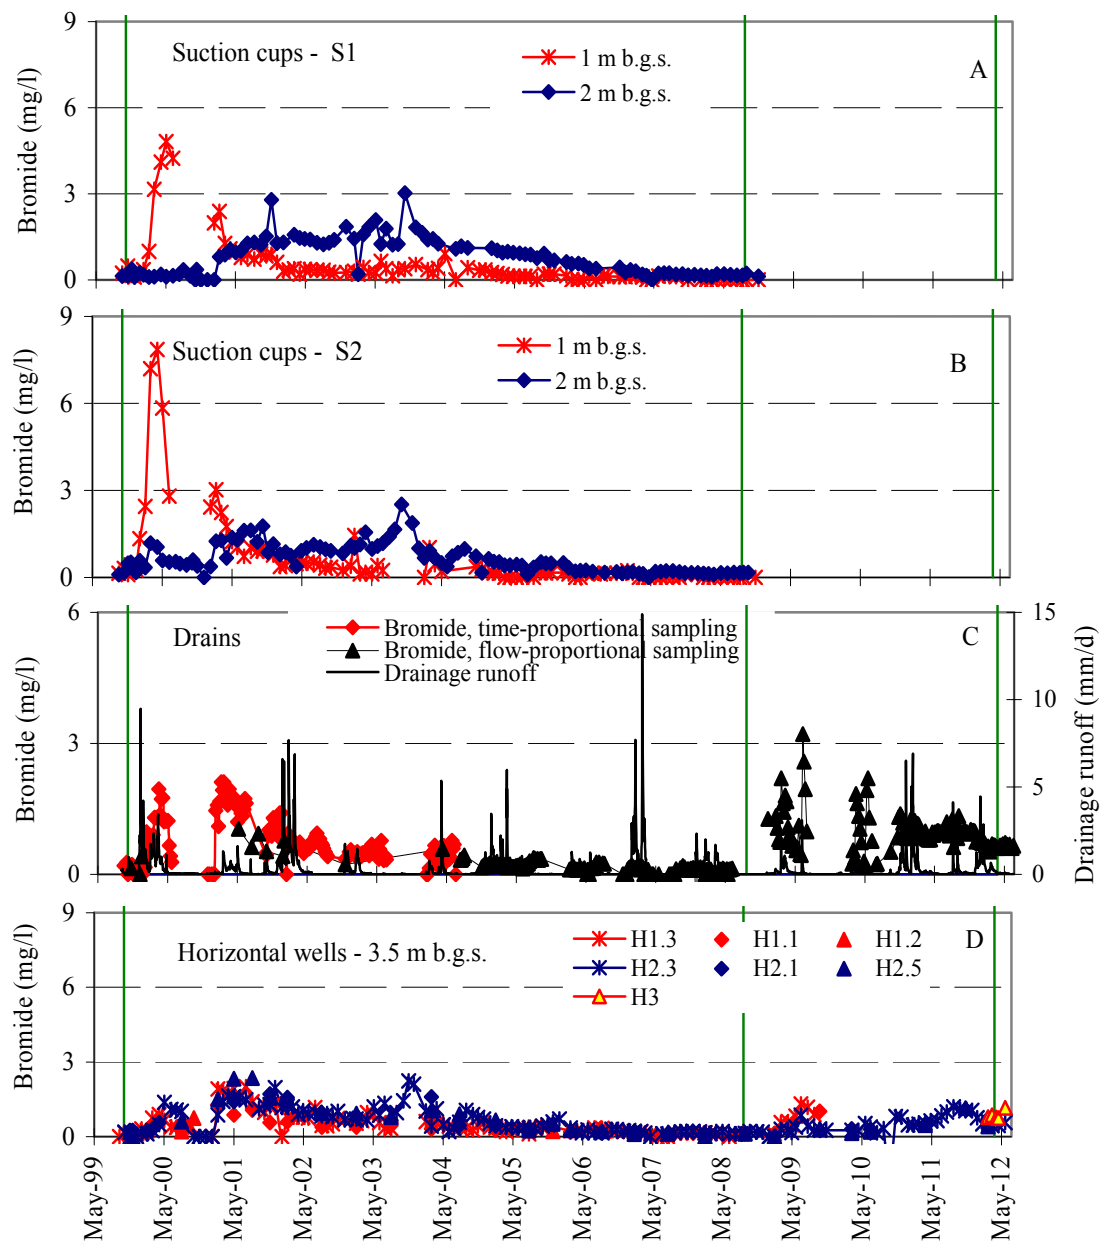 9
6
3
0
Bromide (mg/l)
Suction cups - S1
1 m b.g.s.
2 m b.g.s.
A
9
6
3
0
Bromide (mg/l)
Suction cups - S2
1 m b.g.s.
2 m b.g.s.
B
6
3
0
Bromide (mg/l)
Drains
Bromide, time-proportional sampling
Bromide, flow-proportional sampling
Drainage runoff
C
15
10
5
0
Drainage runoff (mm/d)
9
6
3
0
Bromide (mg/l)
Horizontal wells - 3.5 m b.g.s.
H1.3 H1.1 H1.2
H2.3 H2.1 H2.5
H3
D
May-99
May-00
May-01
May-02
May-03
May-04
May-05
May-06
May-07
May-08
May-09
May-10
May-11
May-12